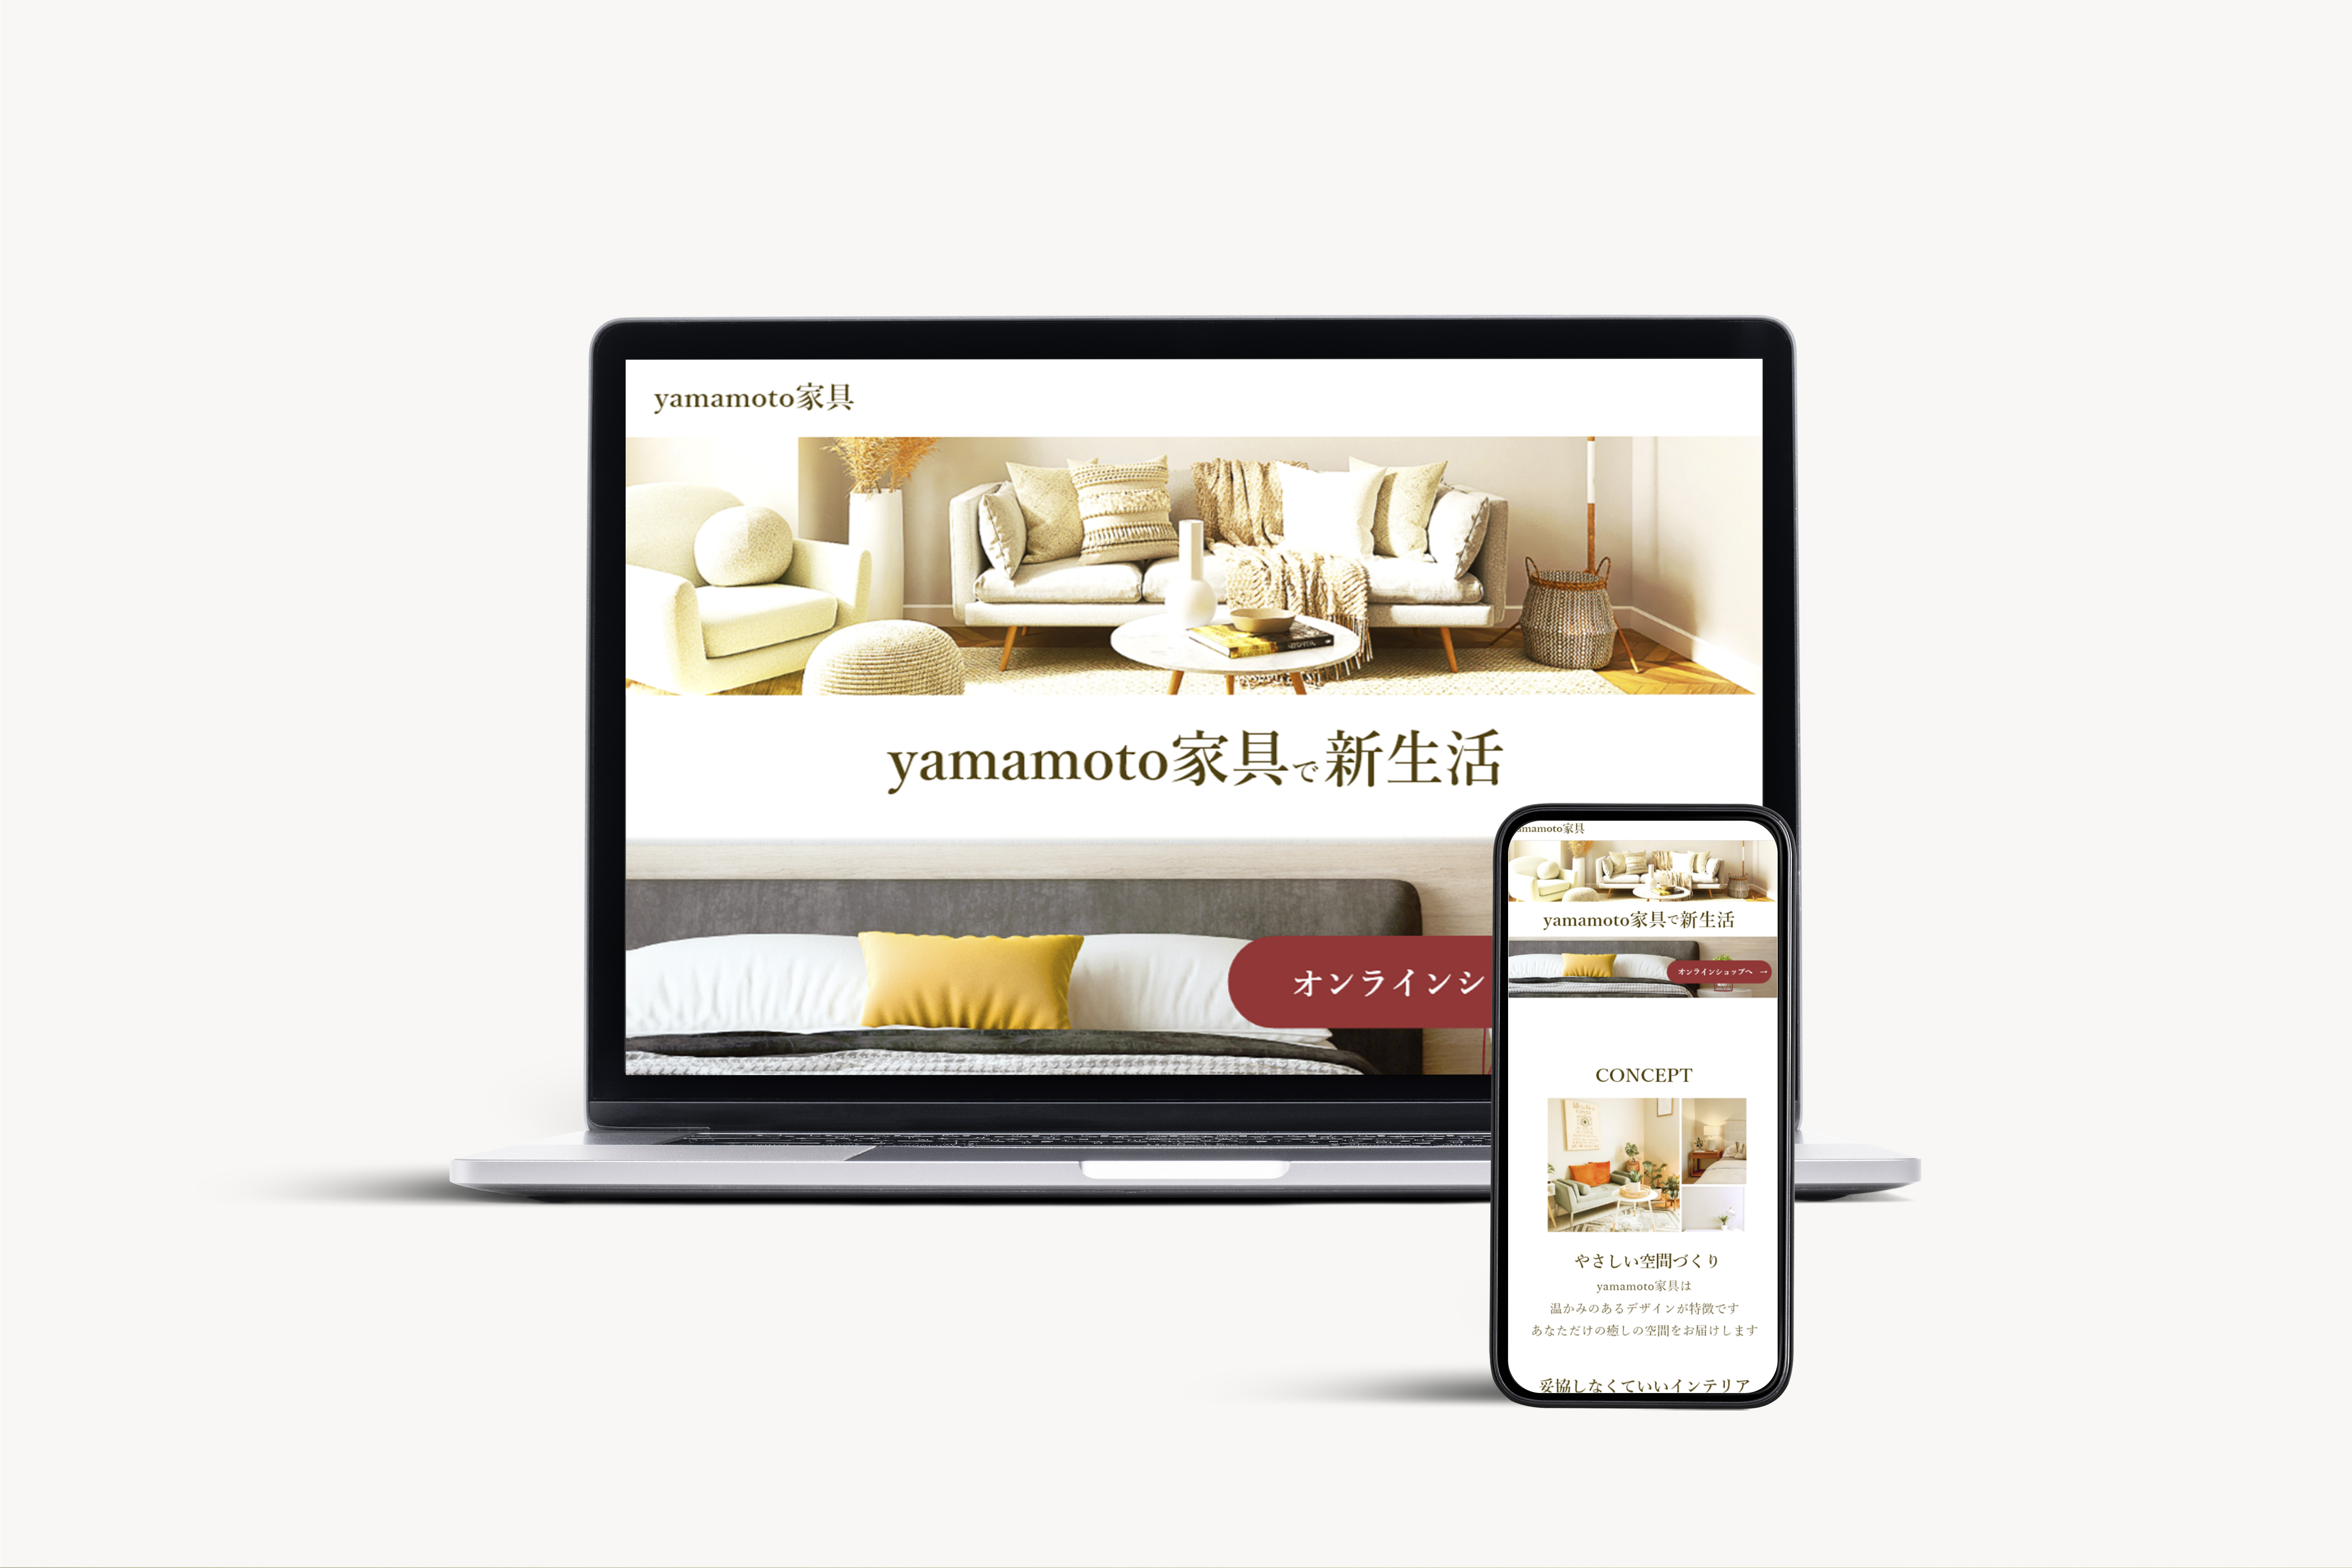 yamamoto家具
yamamoto家具で新生活
オンラインシ
amamoto家具
yamamoto家具で新生活
オンラインショップへ →
CONCEPT
やさしい空間づくり
yamamoto家具は
温かみのあるデザインが特徴です
あなただけの癒しの空間をお届けします
妥協しなくていいインテリア